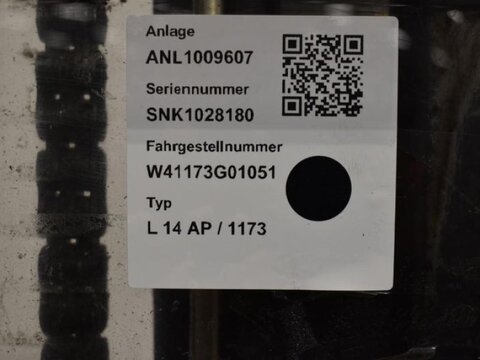 Anlage
ANL1009607
Seriennummer
SNK1028180
Fahrgestellnummer
W41173G01051
Typ
L 14 AP / 1173